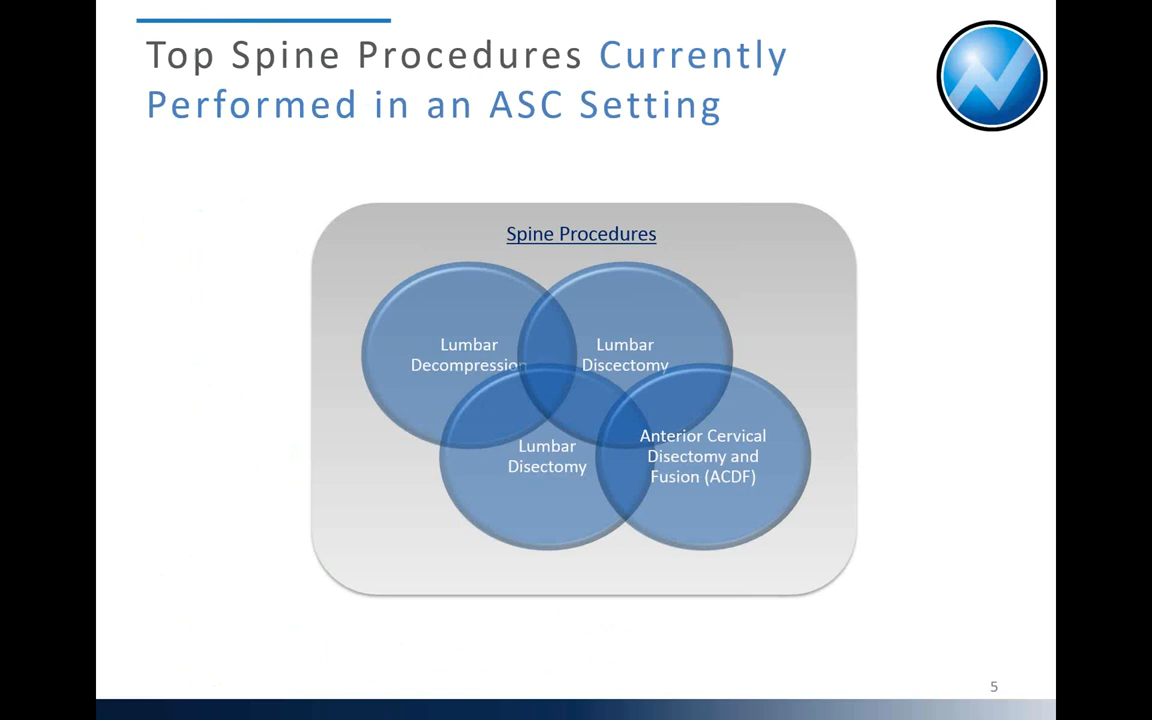 Top Spine Procedures Currently
Performed in an ASC Setting
Spine Procedures
Lumbar
Decompression
Lumbar
Discectomy
Lumbar
Disectomy
Anterior Cervical
Disectomy and
Fusion (ACDF)
5